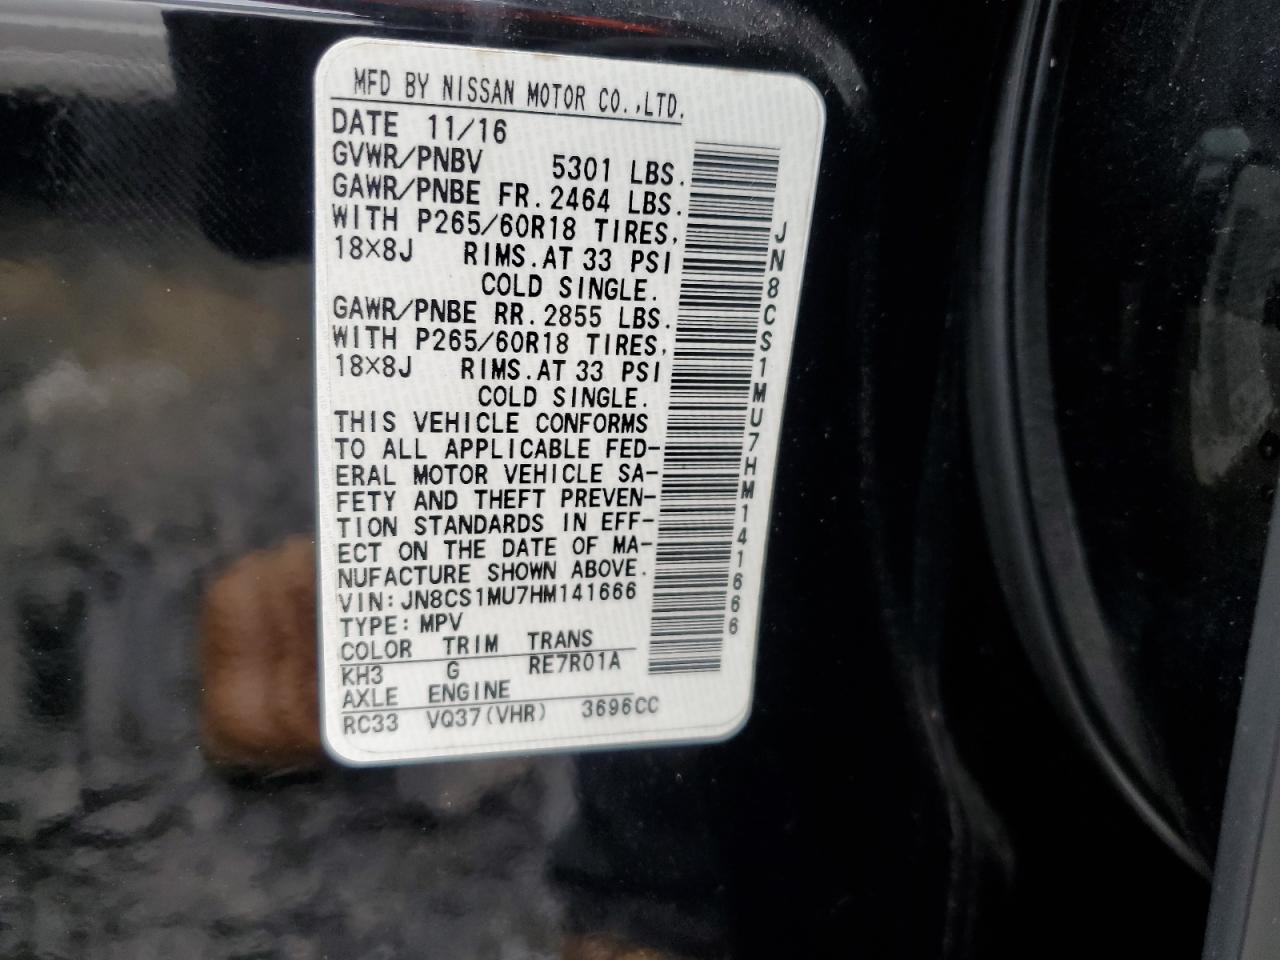 MFD BY NISSAN MOTOR CO.,LTD.
DATE 11/16
GVWR/PNBV 5301 LBS.
GAWR/PNBE FR. 2464 LBS.
WITH P265/60R18 TIRES,
18X8J RIMS. AT 33 PSI
COLD SINGLE.
GAWR/PNBE RR. 2855 LBS.
WITH P265/60R18 TIRES,
18X8J RIMS. AT 33 PSI
COLD SINGLE.
THIS VEHICLE CONFORMS
TO ALL APPLICABLE FED-
ERAL MOTOR VEHICLE SA-
FETY AND THEFT PREVEN-
TION STANDARDS IN EFF-
ECT ON THE DATE OF MA-
NUFACTURE SHOWN ABOVE.
VIN: JN8CS1MU7HM141666
TYPE: MPV
COLOR TRIM TRANS
KH3 G RE7R01A
AXLE ENGINE
RC33 VQ37(VHR) 3696CC
JN8CS1MU7HM141666